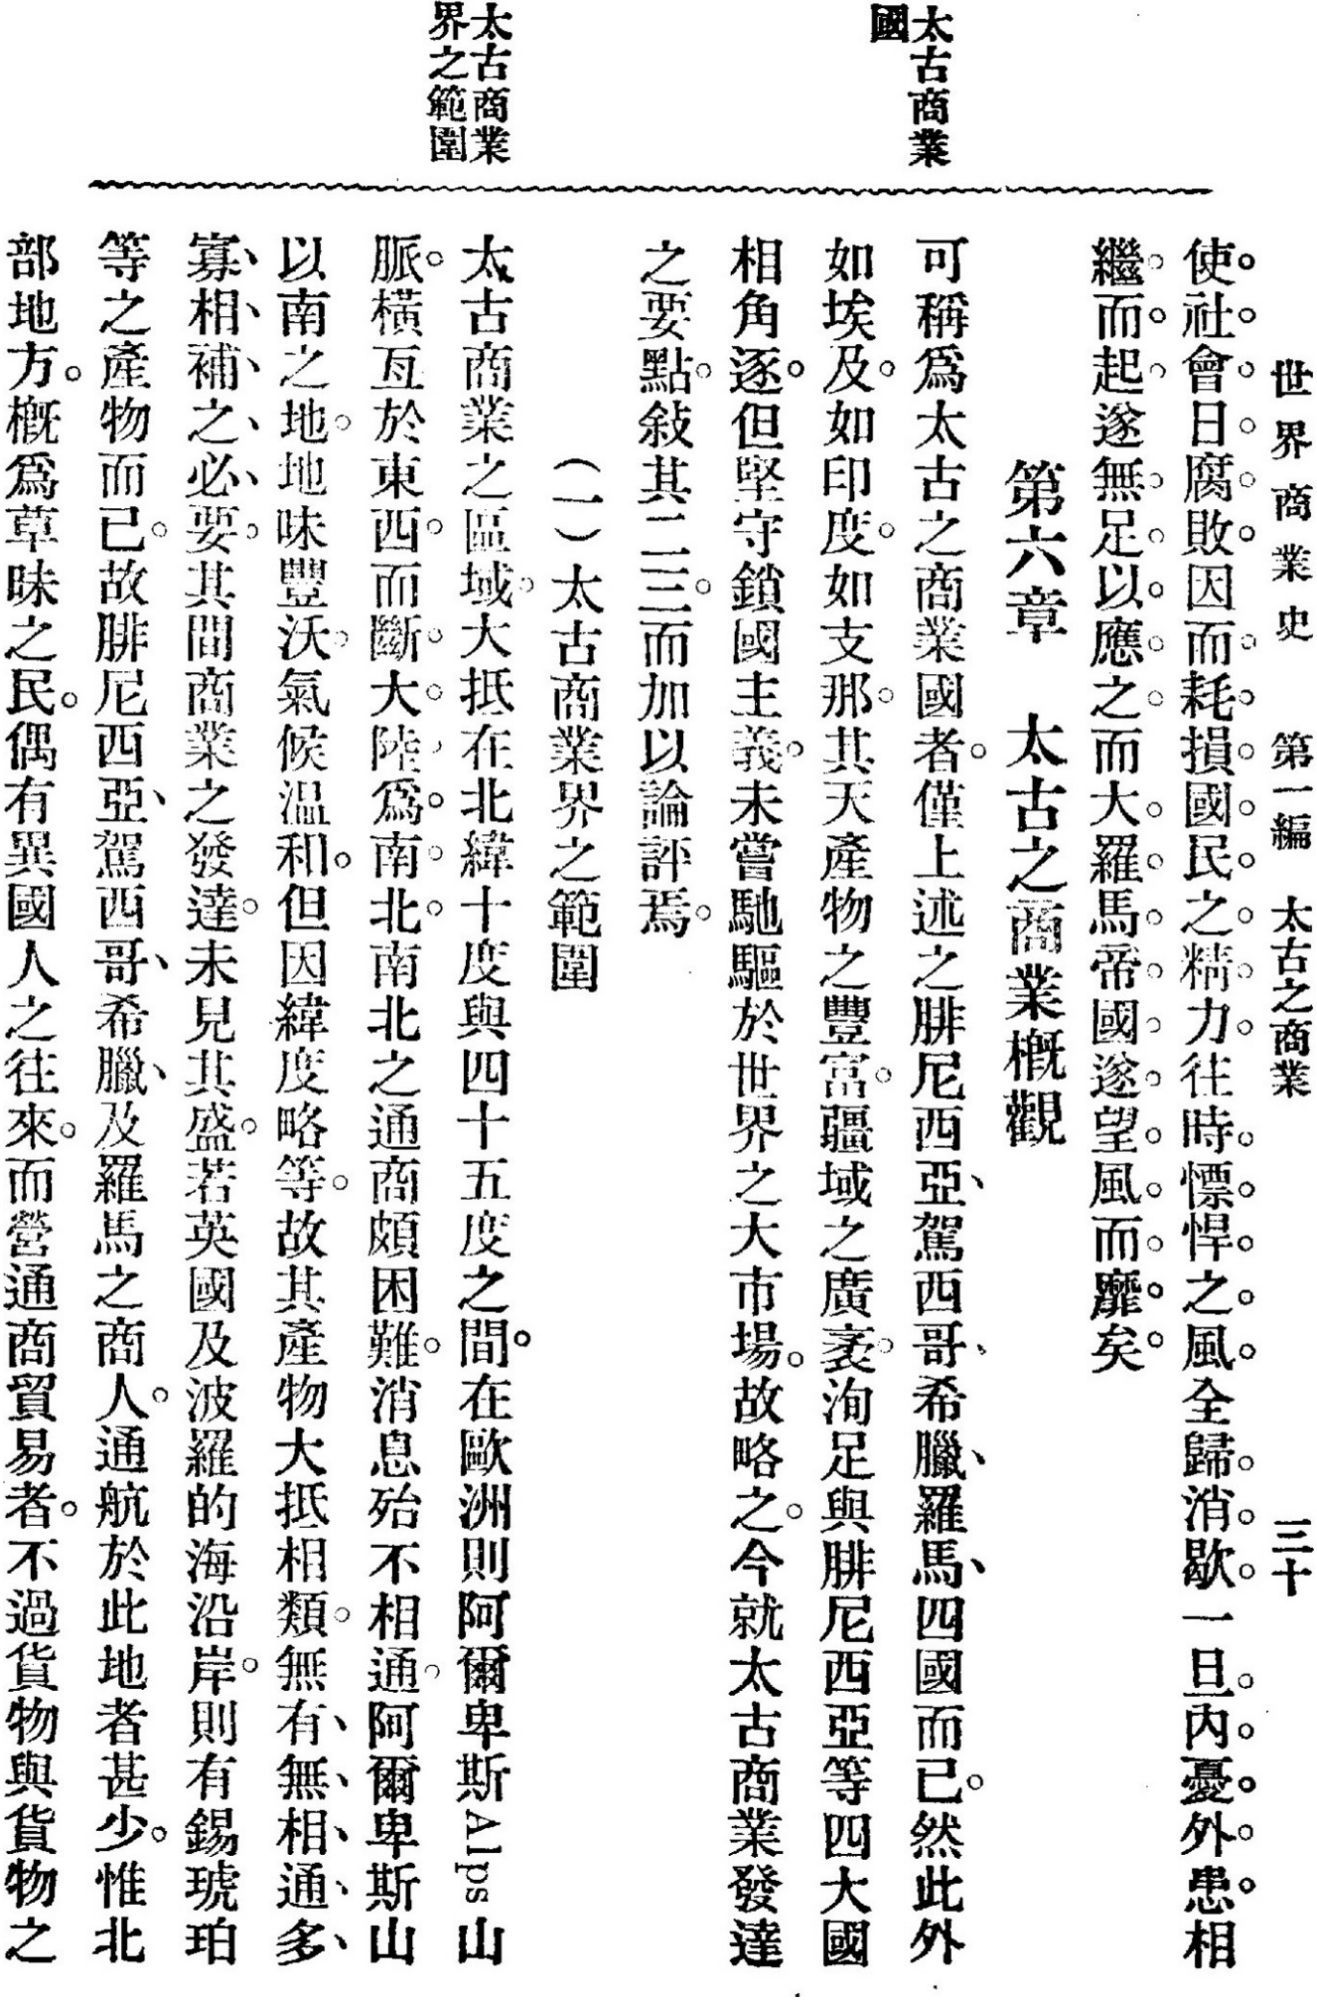 世界商業史　第一編　太古之商業　三十
使社會日腐敗因而耗損國民之精力往時慓悍之風全歸消歇一旦內憂外患相
繼而起遂無足以應之而大羅馬帝國遂望風而靡矣。
第六章　太古之商業概觀
太古商業
國
可稱爲太古之商業國者。僅上述之腓尼西亞、駕西哥、希臘、羅馬、四國而已。然此外
如埃及。如印度。如支那。其天產物之豐富。疆域之廣袤。洵足與腓尼西亞等四大國
相角逐。但堅守鎖國主義。未嘗馳驅於世界之大市場。故略之。今就太古商業發達
之要點。敍其二三。而加以論評焉。
（一）太古商業界之範圍
太古商業
界之範圍
太古商業之區域。大抵在北緯十度與四十五度之間。在歐洲則阿爾卑斯Alps山
脈。橫亙於東西。而斷大陸爲南北。南北之通商頗困難。消息殆不相通。阿爾卑斯山
以南之地。地味豐沃。氣候溫和。但因緯度略等。故其產物大抵相類。無有、無、相、通、多、
寡、相、補、之、必、要。其間商業之發達。未見其盛。若英國及波羅的海沿岸。則有錫琥珀
等之產物而已。故腓尼西亞、駕西哥、希臘、及羅馬之商人。通航於此地者甚少。惟北
部地方。概爲草昧之民。偶有異國人之往來。而營通商貿易者。不過貨物與貨物之